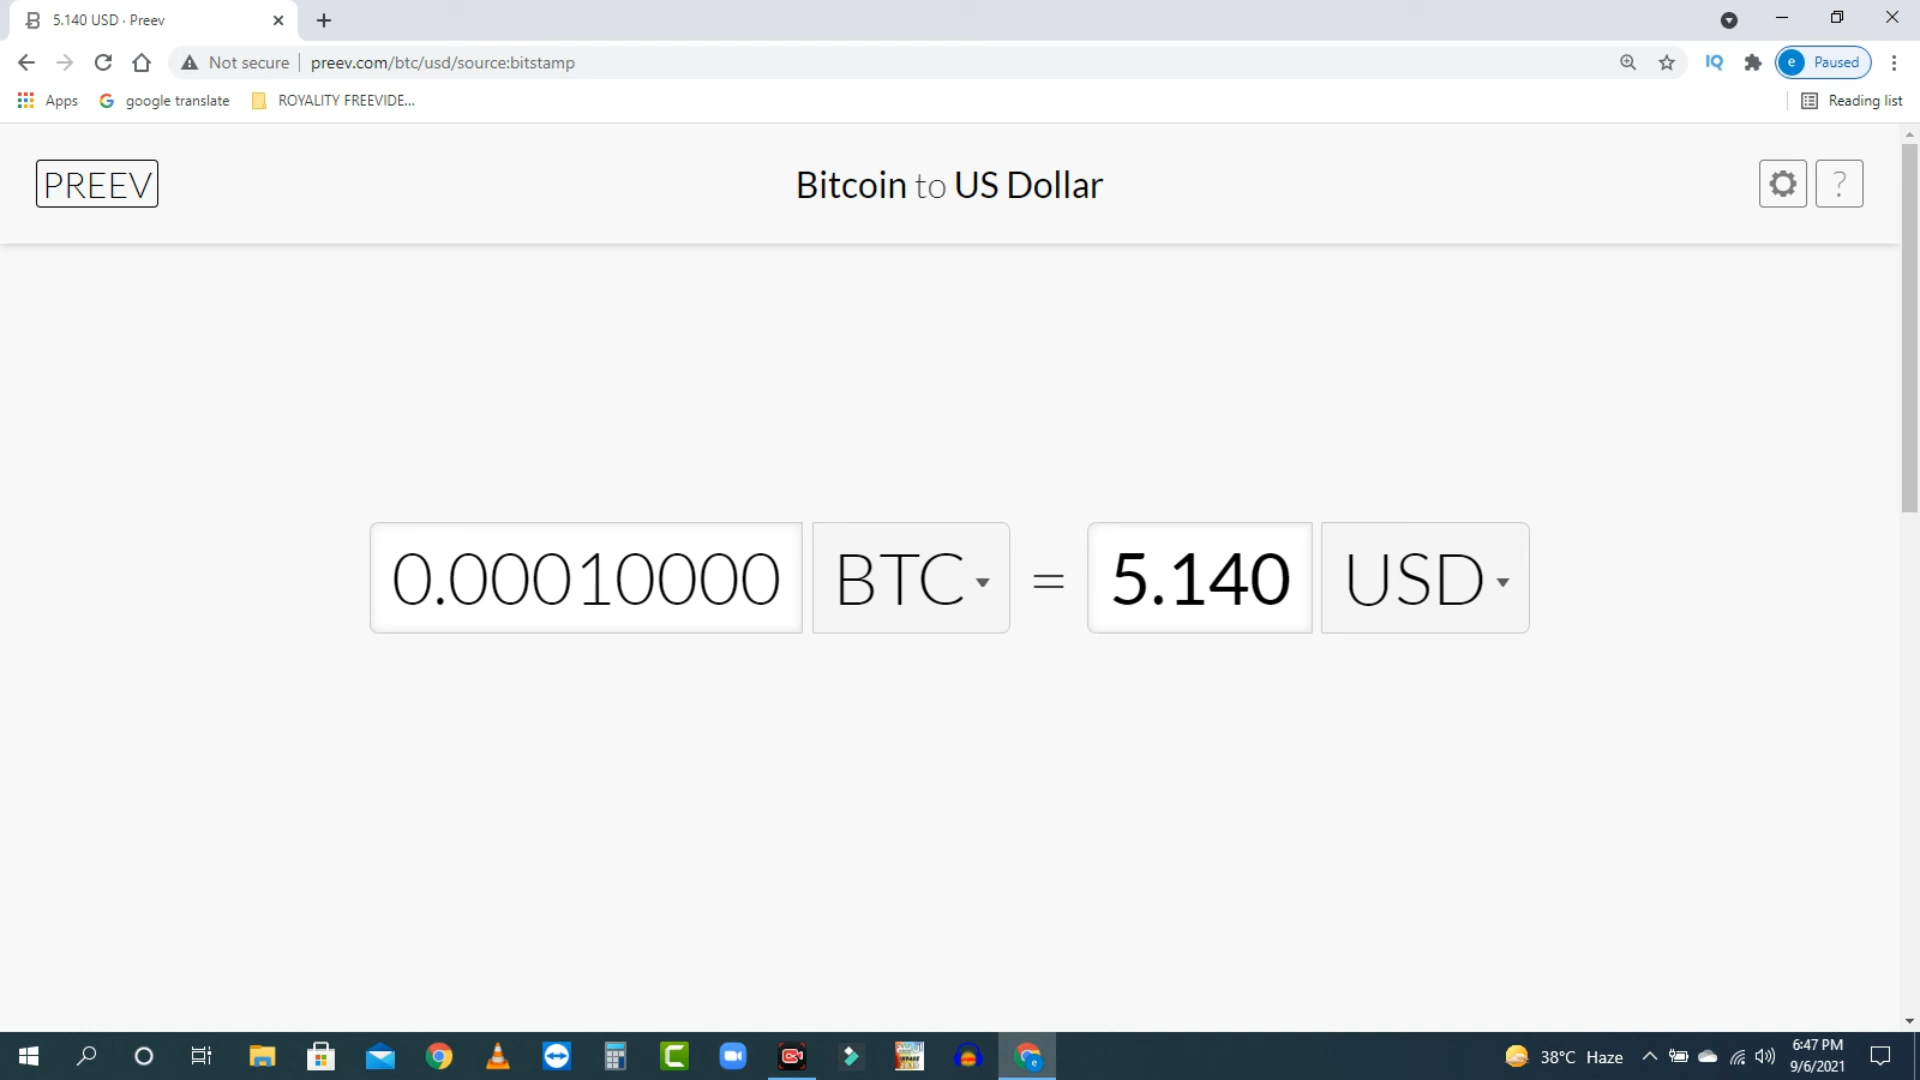 5.140 USD · Preev
Not secure
preev.com/btc/usd/source:bitstamp
IQ
e
Paused
Apps
google translate
ROYALITY FREEVIDE...
Reading list
PREEV
Bitcoin to US Dollar
?
0.00010000 BTC = 5.140 USD
38°C Haze
6:47 PM
9/6/2021